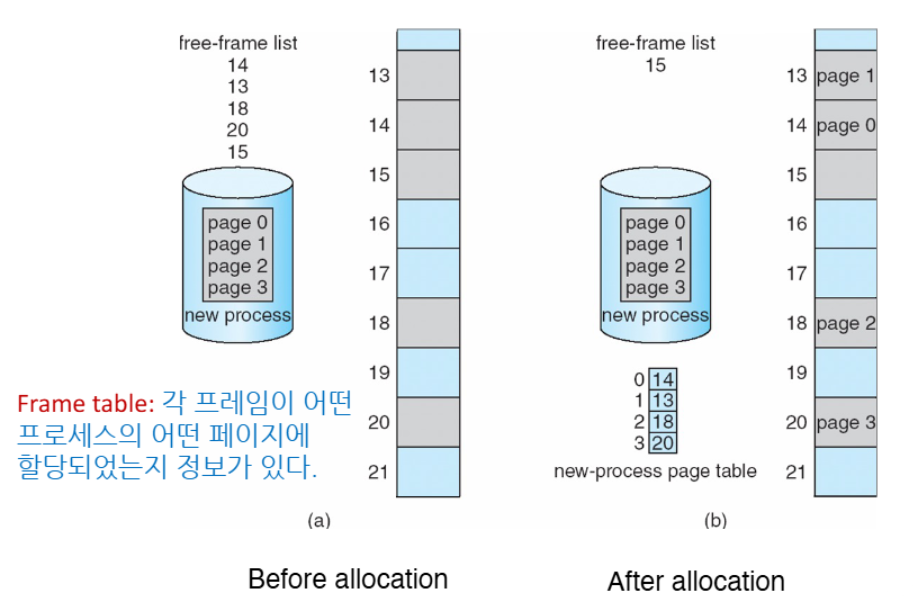 free-frame list
14
13
18
20
15
page 0
page 1
page 2
page 3
new process
13
14
15
16
17
18
19
20
21
Frame table: 각 프레임이 어떤
프로세스의 어떤 페이지에
할당되었는지 정보가 있다.
(a)
Before allocation
free-frame list
15
page 0
page 1
page 2
page 3
new process
0 14
1 13
2 18
3 20
new-process page table
13 page 1
14 page 0
15
16
17
18 page 2
19
20 page 3
21
(b)
After allocation